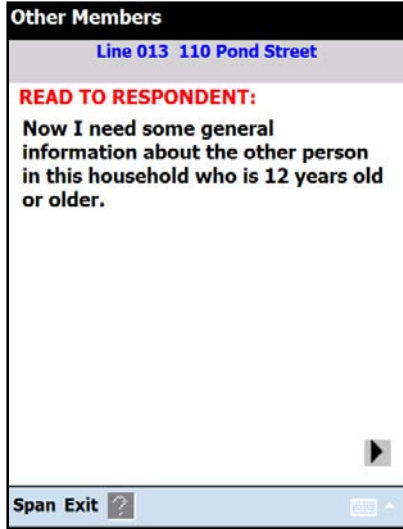 Other Members
Line 013 110 Pond Street
READ TO RESPONDENT:
Now I need some general
information about the other person
in this household who is 12 years old
or older.
Span Exit ?